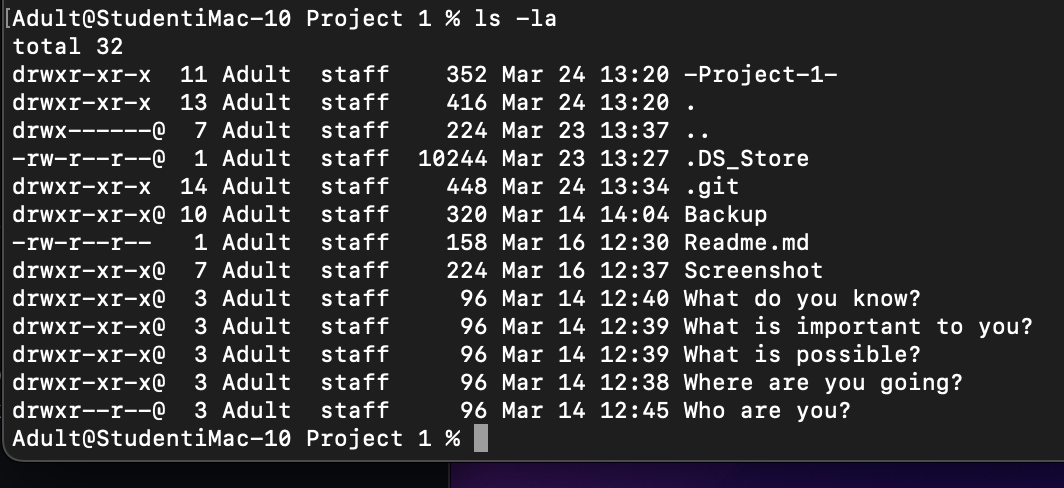 [Adult@StudentiMac-10 Project 1 % ls -la
total 32
drwxr-xr-x  11 Adult  staff    352 Mar 24 13:20 -Project-1-
drwxr-xr-x  13 Adult  staff    416 Mar 24 13:20 .
drwx------@  7 Adult  staff    224 Mar 23 13:37 ..
-rw-r--r--@  1 Adult  staff  10244 Mar 23 13:27 .DS_Store
drwxr-xr-x  14 Adult  staff    448 Mar 24 13:34 .git
drwxr-xr-x@ 10 Adult  staff    320 Mar 14 14:04 Backup
-rw-r--r--   1 Adult  staff    158 Mar 16 12:30 Readme.md
drwxr-xr-x@  7 Adult  staff    224 Mar 16 12:37 Screenshot
drwxr-xr-x@  3 Adult  staff     96 Mar 14 12:40 What do you know?
drwxr-xr-x@  3 Adult  staff     96 Mar 14 12:39 What is important to you?
drwxr-xr-x@  3 Adult  staff     96 Mar 14 12:39 What is possible?
drwxr-xr-x@  3 Adult  staff     96 Mar 14 12:38 Where are you going?
drwxr--r--@  3 Adult  staff     96 Mar 14 12:45 Who are you?
Adult@StudentiMac-10 Project 1 %